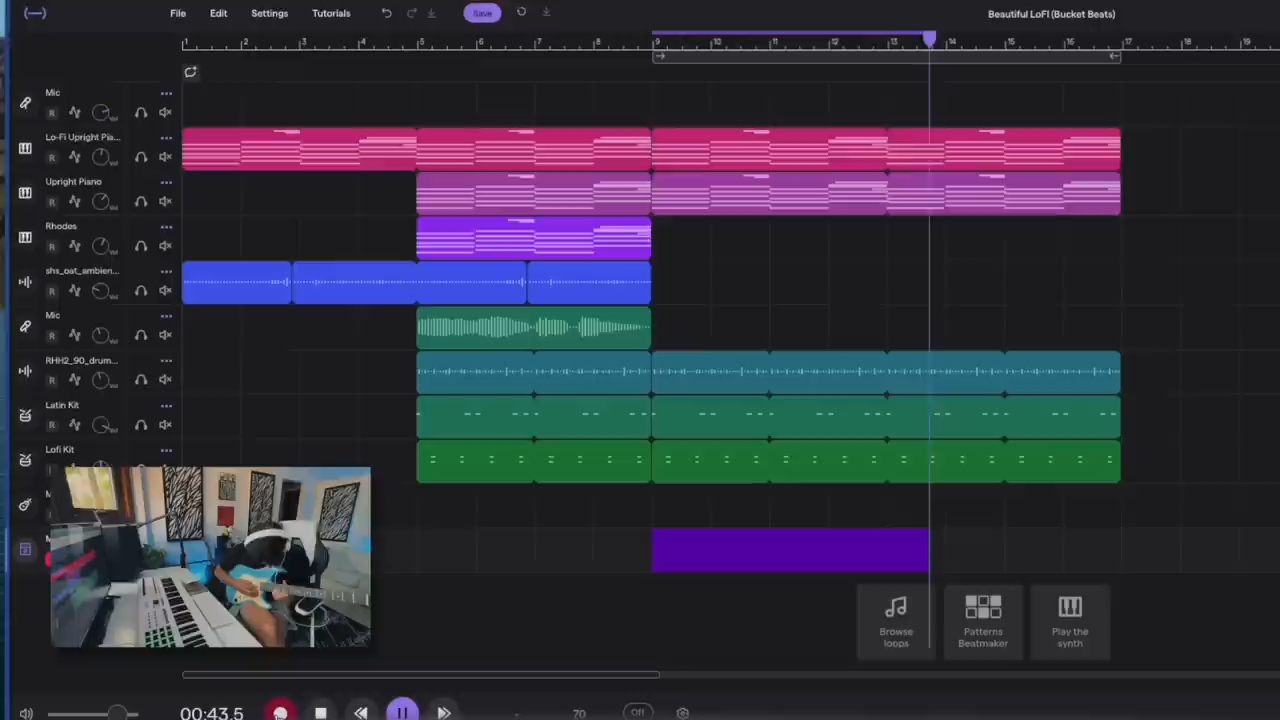 File Edit Settings Tutorials Save Beautiful LoFI (Bucket Beats)
1 2 3 4 5 6 7 8 9 10 11 12 13 14 15 16 17 18 19
Mic
R
Lo-Fi Upright Pia...
R
Upright Piano
R
Rhodes
R
shs_oat_ambien...
R
Mic
R
RHH2_90_drum...
R
Latin Kit
R
Lofi Kit
M
M
Browse loops
Patterns Beatmaker
Play the synth
00:43.5 - 70 Off